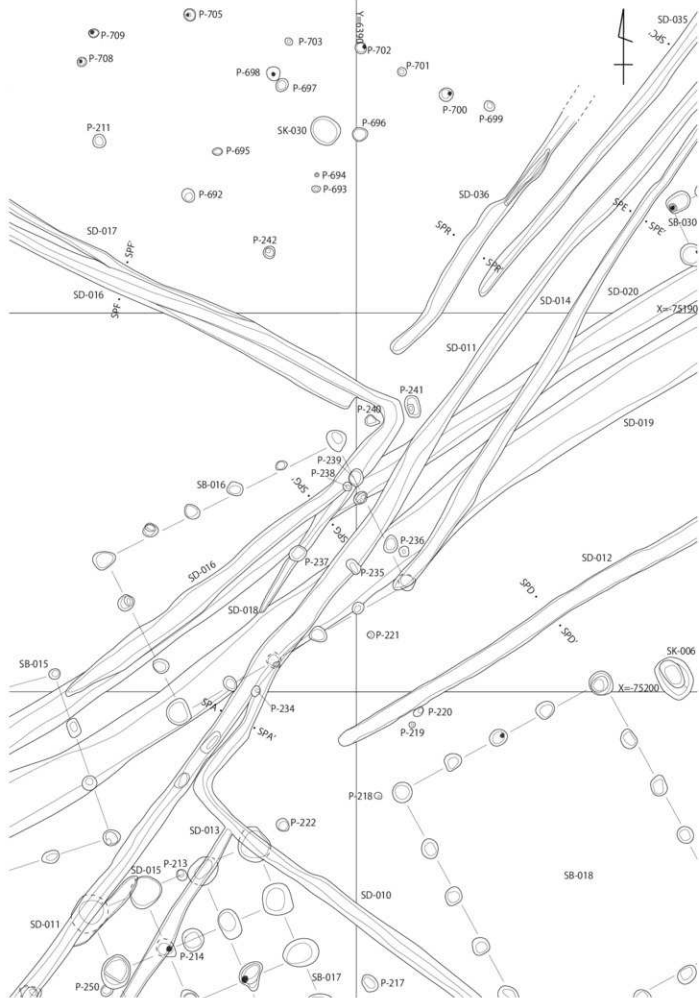 P-705
SD-035
P-709
Y=6390
SPC'
P-703
P-702
P-708
P-701
P-698
P-697
P-700
P-699
P-211
SK-030
P-696
P-695
P-694
P-693
P-692
SD-036
SPE
SPE'
SB-030
SD-017
SPF'
SPR
SPR'
P-242
SD-016
SPF
SD-020
SD-014
X=-75190
SD-011
P-241
P-240
SD-019
P-239
P-238
SB-016
SPG'
SPG
P-236
SD-012
SD-016
P-237
P-235
SPD
SD-018
SPD'
P-221
SB-015
SK-006
X=-75200
P-234
SPA
P-220
P-219
SPA'
P-218
P-222
SD-013
P-213
SD-015
SB-018
SD-010
SD-011
P-214
P-250
SB-017
P-217